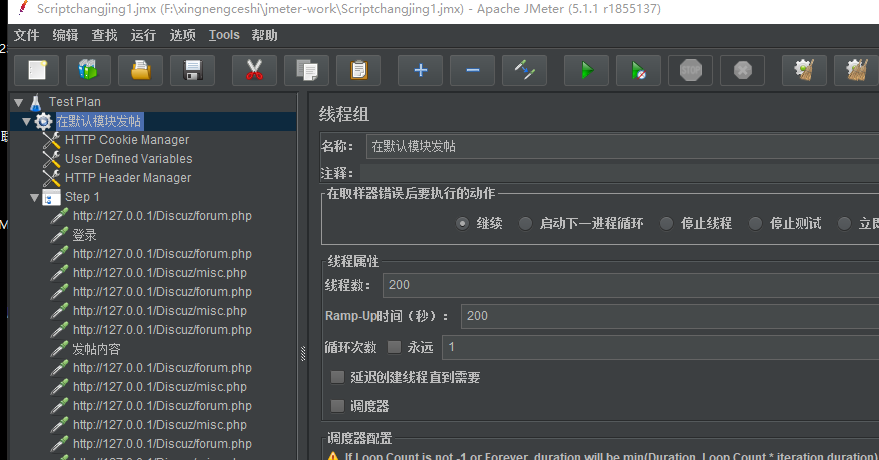 Scriptchangjing1.jmx (F:\xingnengceshi\jmeter-work\Scriptchangjing1.jmx) - Apache JMeter (5.1.1 r1855137)
文件 编辑 查找 运行 选项 Tools 帮助
STOP
Test Plan
在默认模块发帖
HTTP Cookie Manager
User Defined Variables
HTTP Header Manager
Step 1
http://127.0.0.1/Discuz/forum.php
登录
http://127.0.0.1/Discuz/forum.php
http://127.0.0.1/Discuz/misc.php
http://127.0.0.1/Discuz/forum.php
http://127.0.0.1/Discuz/misc.php
http://127.0.0.1/Discuz/forum.php
发帖内容
http://127.0.0.1/Discuz/forum.php
http://127.0.0.1/Discuz/misc.php
http://127.0.0.1/Discuz/forum.php
http://127.0.0.1/Discuz/misc.php
http://127.0.0.1/Discuz/forum.php
http://127.0.0.1/Discuz/misc.php
线程组
名称： 在默认模块发帖
注释：
在取样器错误后要执行的动作
继续 启动下一进程循环 停止线程 停止测试 立即
线程属性
线程数： 200
Ramp-Up时间（秒）： 200
循环次数 永远 1
延迟创建线程直到需要
调度器
调度器配置
If Loop Count is not -1 or Forever, duration will be min(Duration, Loop Count * iteration duration)